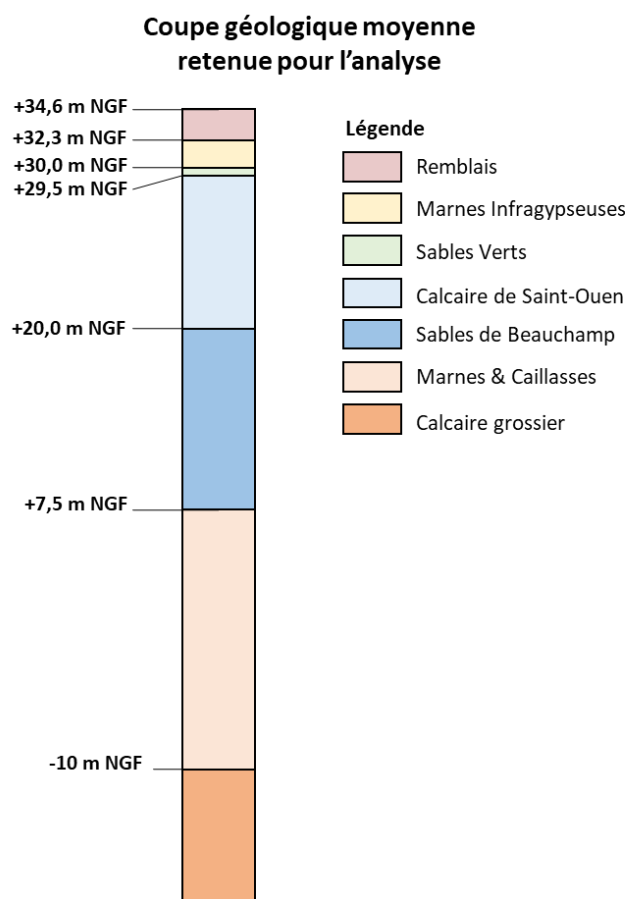 Coupe géologique moyenne
retenue pour l'analyse
+34,6 m NGF
+32,3 m NGF
+30,0 m NGF
+29,5 m NGF
+20,0 m NGF
+7,5 m NGF
-10 m NGF
Légende
Remblais
Marnes Infragypseuses
Sables Verts
Calcaire de Saint-Ouen
Sables de Beauchamp
Marnes & Caillasses
Calcaire grossier